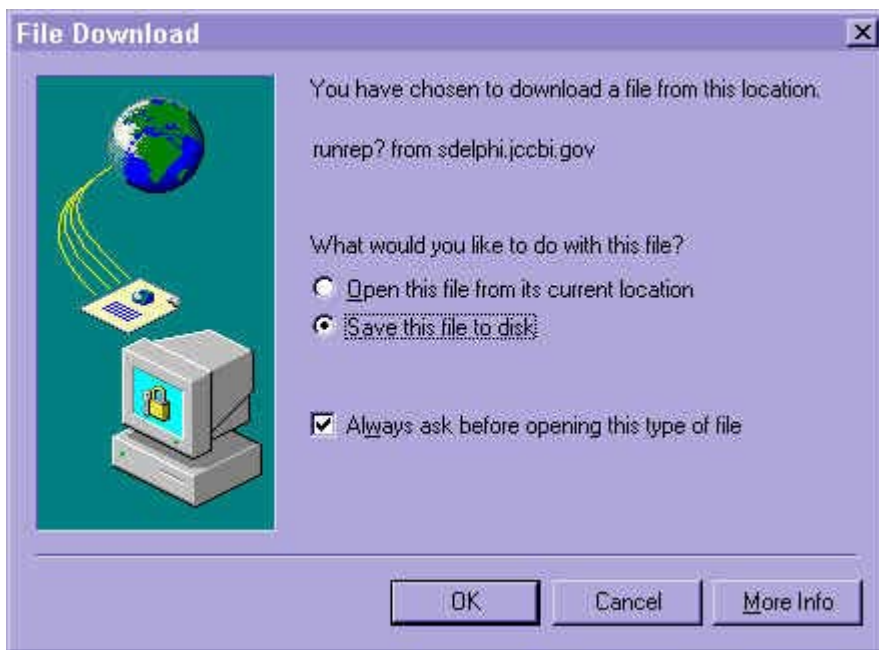 File Download
You have chosen to download a file from this location.
runrep? from sdelphi.jccbi.gov
What would you like to do with this file?
Open this file from its current location
Save this file to disk
Always ask before opening this type of file
OK
Cancel
More Info